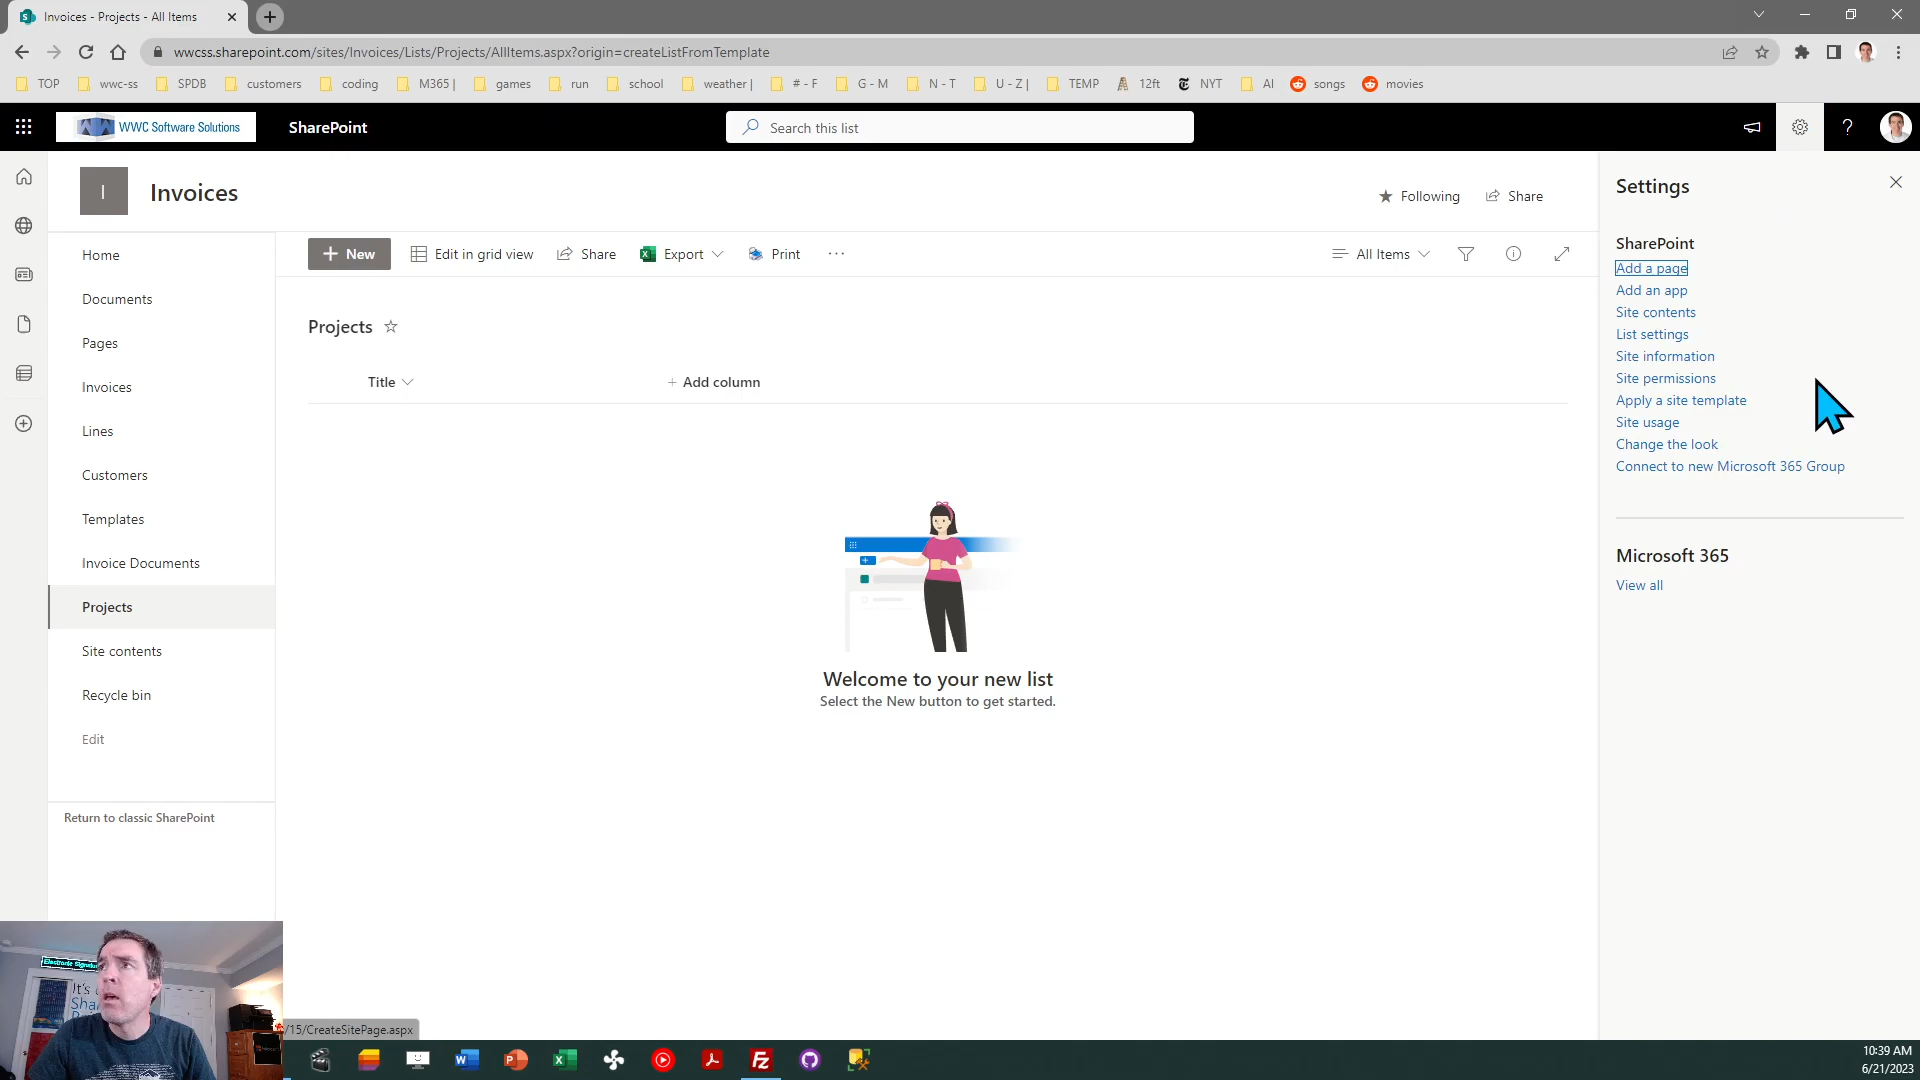 Invoices - Projects - All Items
wwcss.sharepoint.com/sites/Invoices/Lists/Projects/AllItems.aspx?origin=createListFromTemplate
TOP
wwc-ss
SPDB
customers
coding
M365 |
games
run
school
weather |
# - F
G - M
N - T
U - Z |
TEMP
12ft
NYT
AI
songs
movies
WWC Software Solutions
SharePoint
Search this list
I
Invoices
Following
Share
Home
Documents
Pages
Invoices
Lines
Customers
Templates
Invoice Documents
Projects
Site contents
Recycle bin
Edit
Return to classic SharePoint
New
Edit in grid view
Share
Export
Print
All Items
Projects
Title
Add column
Welcome to your new list
Select the New button to get started.
Settings
SharePoint
Add a page
Add an app
Site contents
List settings
Site information
Site permissions
Apply a site template
Site usage
Change the look
Connect to new Microsoft 365 Group
Microsoft 365
View all
It's
/15/CreateSitePage.aspx
10:39 AM
6/21/2023